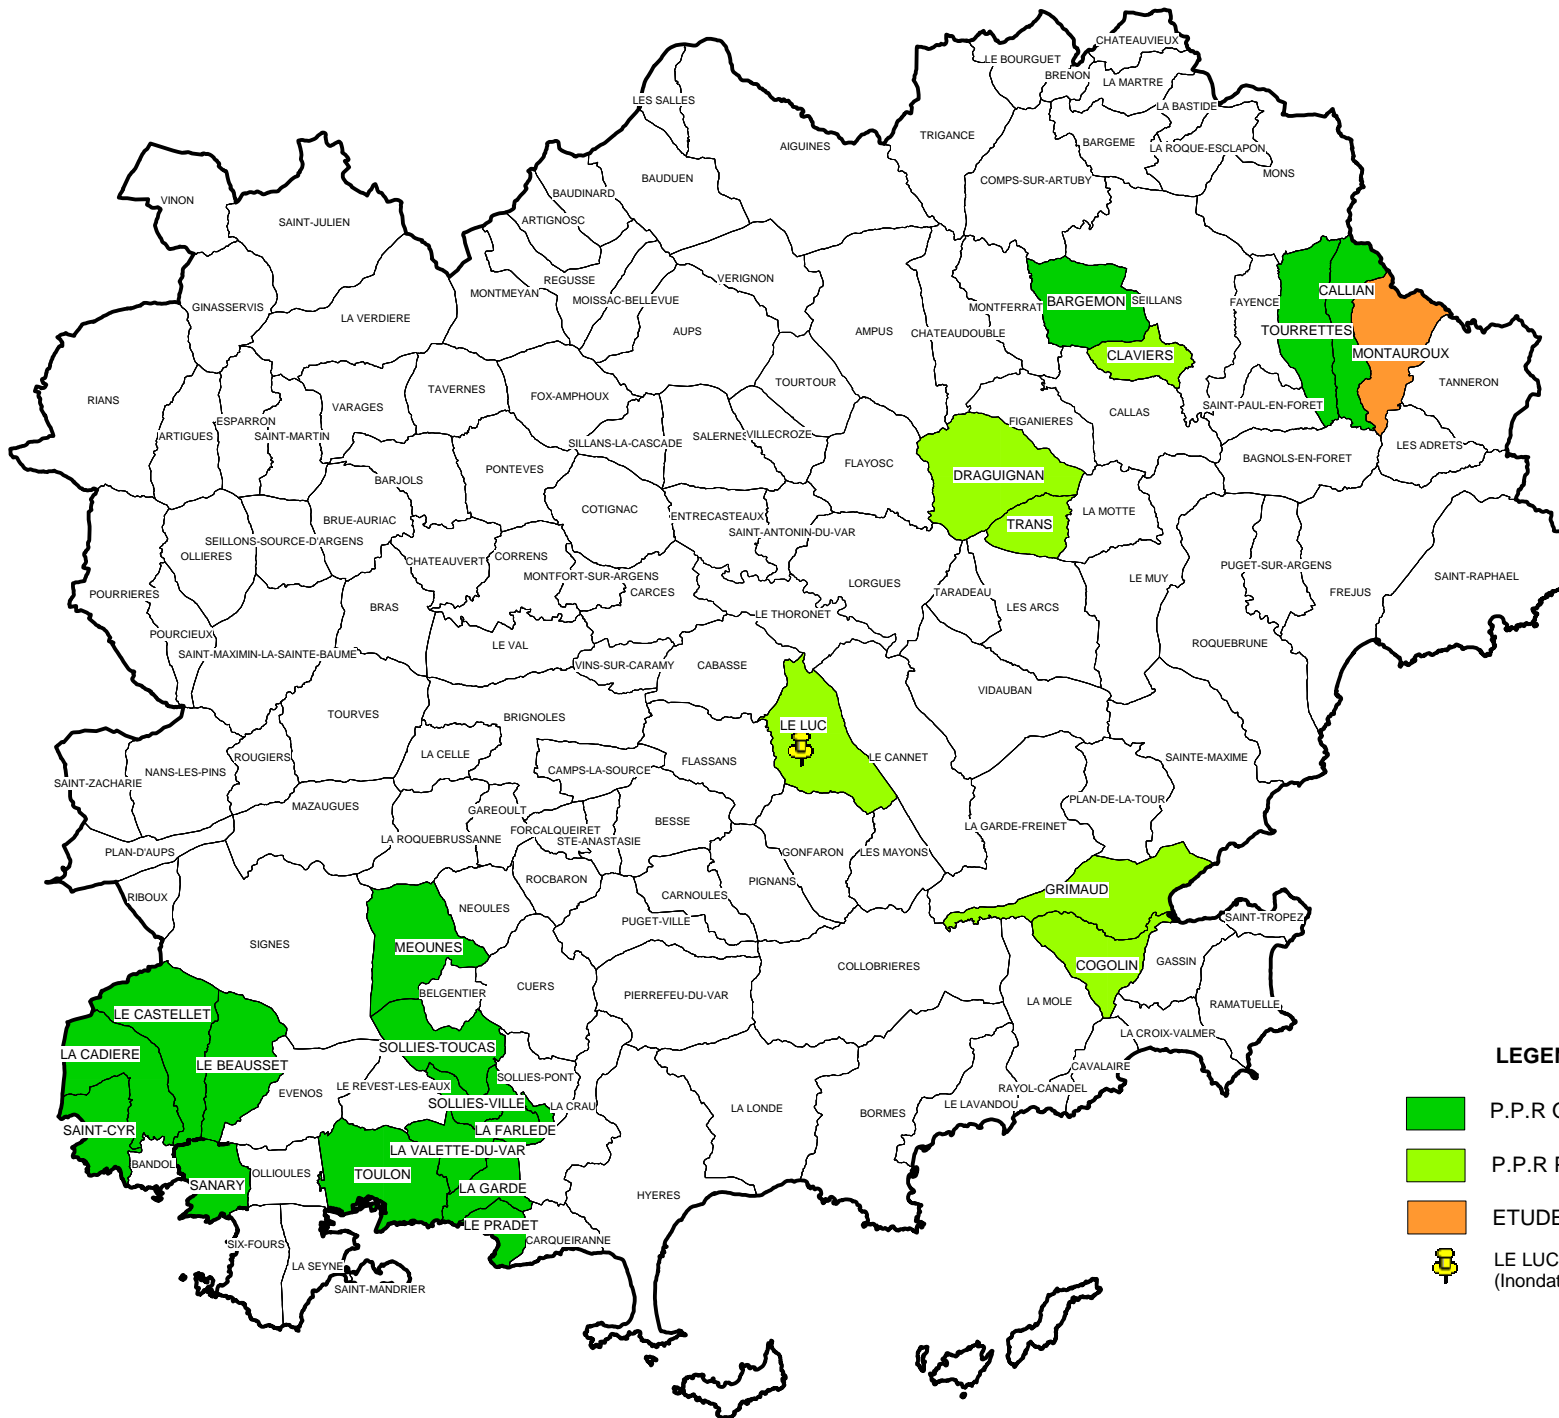 CHATEAUVIEUX
LE BOURGUET
BRENON
LA MARTRE
LES SALLES
LA BASTIDE
TRIGANCE
AIGUINES
BARGEME
LA ROQUE-ESCLAPON
MONS
BAUDUEN
COMPS-SUR-ARTUBY
BAUDINARD
VINON
ARTIGNOSC
SAINT-JULIEN
REGUSSE
VERIGNON
MONTMEYAN
MOISSAC-BELLEVUE
GINASSERVIS
LA VERDIERE
AUPS
AMPUS
CHATEAUDOUBLE
MONTFERRAT
BARGEMON
SEILLANS
FAYENCE
CALLIAN
TOURRETTES
MONTAUROUX
CLAVIERS
TANNERON
RIANS
TAVERNES
FOX-AMPHOUX
TOURTOUR
VARAGES
ESPARRON
ARTIGUES
SAINT-MARTIN
SILLANS-LA-CASCADE
SALERNES
VILLECROZE
FIGANIERES
CALLAS
SAINT-PAUL-EN-FORET
LES ADRETS
BAGNOLS-EN-FORET
FLAYOSC
DRAGUIGNAN
PONTEVES
BARJOLS
COTIGNAC
ENTRECASTEAUX
SAINT-ANTONIN-DU-VAR
TRANS
LA MOTTE
BRUE-AURIAC
SEILLONS-SOURCE-D'ARGENS
OLLIERES
CHATEAUVERT
CORRENS
MONTFORT-SUR-ARGENS
CARCES
LORGUES
TARADEAU
LES ARCS
LE MUY
PUGET-SUR-ARGENS
FREJUS
SAINT-RAPHAEL
POURRIERES
BRAS
LE THORONET
POURCIEUX
SAINT-MAXIMIN-LA-SAINTE-BAUME
LE VAL
VINS-SUR-CARAMY
CABASSE
ROQUEBRUNE
VIDAUBAN
TOURVES
BRIGNOLES
LE LUC
LA CELLE
ROUGIERS
NANS-LES-PINS
SAINT-ZACHARIE
CAMPS-LA-SOURCE
FLASSANS
LE CANNET
SAINTE-MAXIME
MAZAUGUES
GAREOULT
PLAN-DE-LA-TOUR
LA ROQUEBRUSSANNE
FORCALQUEIRET
STE-ANASTASIE
BESSE
LA GARDE-FREINET
PLAN-D'AUPS
GONFARON
LES MAYONS
RIBOUX
ROCBARON
CARNOULES
PIGNANS
GRIMAUD
NEOULES
PUGET-VILLE
SAINT-TROPEZ
SIGNES
MEOUNES
COLLOBRIERES
COGOLIN
GASSIN
BELGENTIER
CUERS
PIERREFEU-DU-VAR
LA MOLE
RAMATUELLE
LE CASTELLET
LA CROIX-VALMER
SOLLIES-TOUCAS
LA CADIERE
LE BEAUSSET
CAVALAIRE
LEGEN
EVENOS
LE REVEST-LES-EAUX
SOLLIES-PONT
RAYOL-CANADEL
SOLLIES-VILLE
LA CRAU
LA LONDE
BORMES
LE LAVANDOU
P.P.R
SAINT-CYR
LA FARLEDE
LA VALETTE-DU-VAR
BANDOL
OLLIOULES
TOULON
SANARY
LA GARDE
P.P.R
HYERES
LE PRADET
CARQUEIRANNE
ETUDE
SIX-FOURS
LA SEYNE
LE LUC
SAINT-MANDRIER
(Inondat